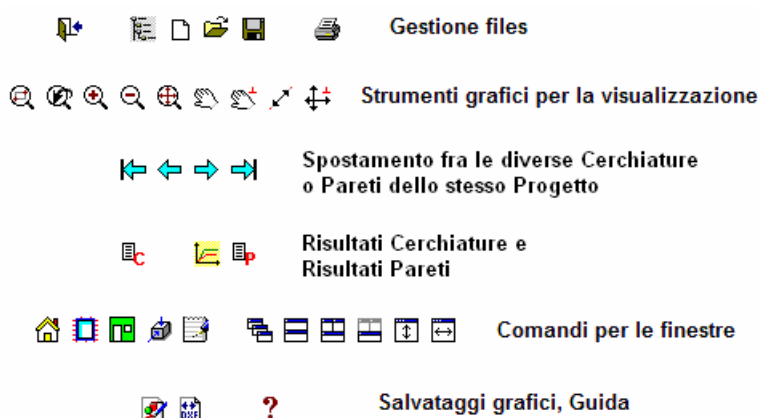 Gestione files
Strumenti grafici per la visualizzazione
Spostamento fra le diverse Cerchiature
o Pareti dello stesso Progetto
C
P
Risultati Cerchiature e
Risultati Pareti
Comandi per le finestre
DXF
?
Salvataggi grafici, Guida